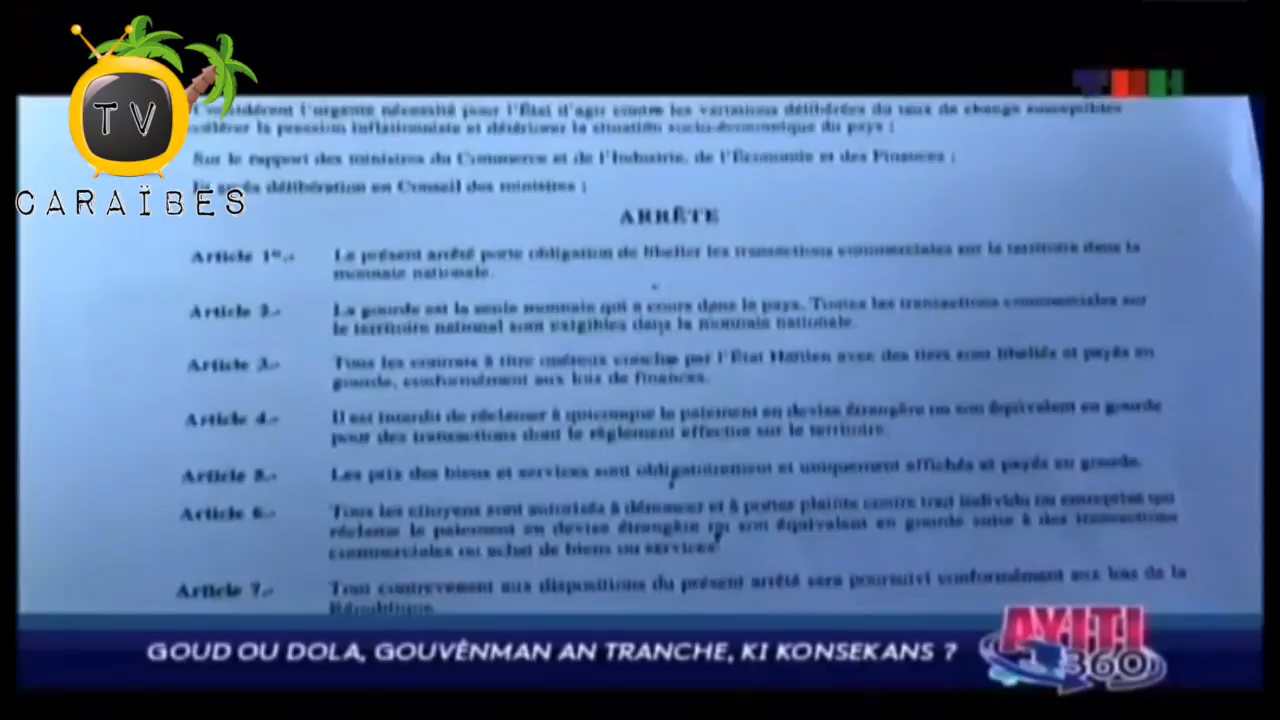 TV
CARAÏBES
Considérant l'urgente nécessité pour l'État d'agir contre les variations délibérées du taux de change susceptibles
la pression inflationniste et détériorer la situation socio-économique du pays ;
Sur le rapport des ministres du Commerce et de l'Industrie, de l'Économie et des Finances ;
Et après délibération en Conseil des ministres ;
ARRÊTE
Article 1er.- Le présent arrêté porte obligation de libeller les transactions commerciales sur le territoire dans la
monnaie nationale.
Article 2.- La gourde est la seule monnaie qui a cours dans le pays. Toutes les transactions commerciales sur
le territoire national sont exigibles dans la monnaie nationale.
Article 3.- Tous les contrats à titre onéreux conclus par l'État Haïtien avec des tiers sont libellés et payés en
gourde, conformément aux lois de finances.
Article 4.- Il est interdit de réclamer à quiconque le paiement en devise étrangère ou son équivalent en gourde
pour des transactions dont le règlement effectue sur le territoire.
Article 5.- Les prix des biens et services sont obligatoirement et uniquement affichés et payés en gourde.
Article 6.- Tous les citoyens sont autorisés à dénoncer et à porter plainte contre tout individu ou entreprise qui
réclame le paiement en devise étrangère ou son équivalent en gourde suite à des transactions
commerciales ou achat de biens ou services.
Article 7.- Tout contrevenant aux dispositions du présent arrêté sera poursuivi conformément aux lois de la
République.
GOUD OU DOLA, GOUVÈNMAN AN TRANCHE, KI KONSEKANS ?
AYITI
360